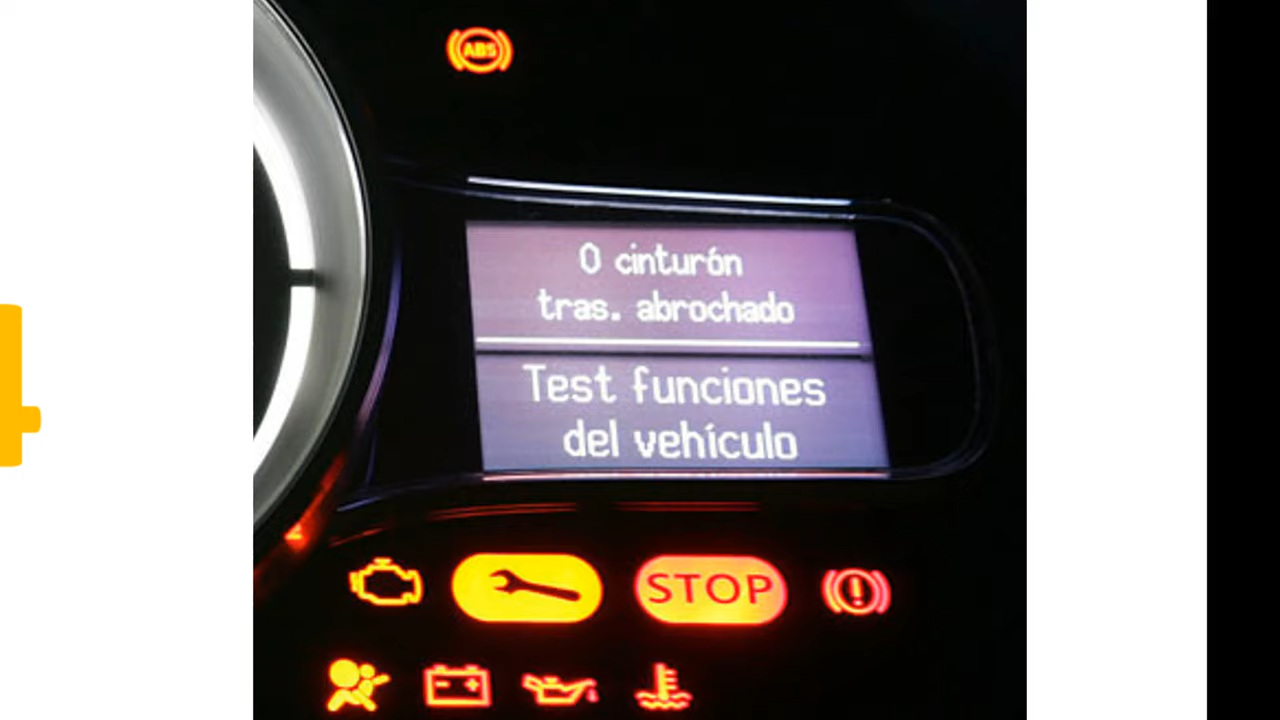 ABS
0 cinturón
tras. abrochado
Test funciones
del vehículo
STOP